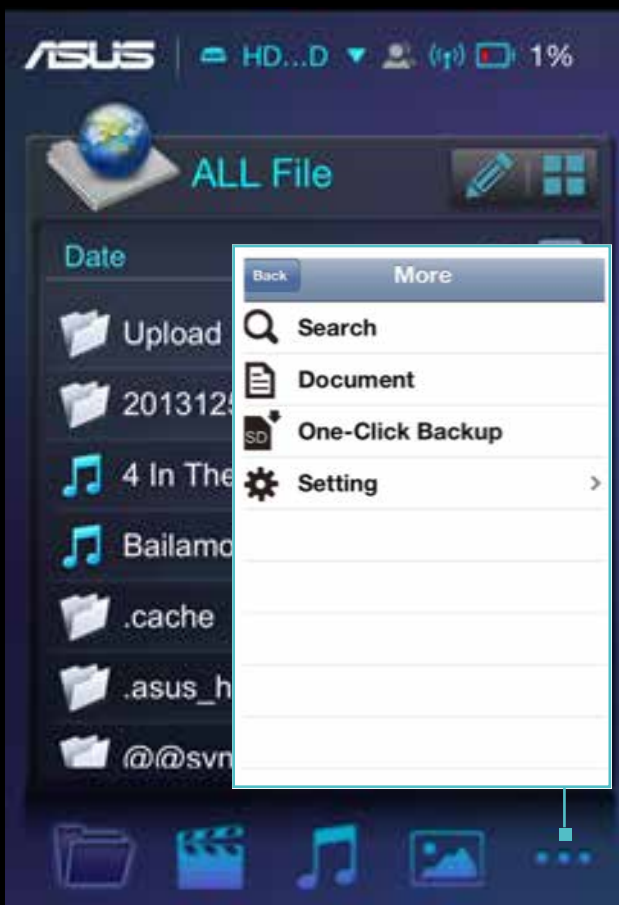 ASUS HD...D 1%
ALL File
Date
Back More
Upload
Search
Document
2013125
SD One-Click Backup
4 In The
Setting
Bailamo
.cache
.asus_h
@@svn